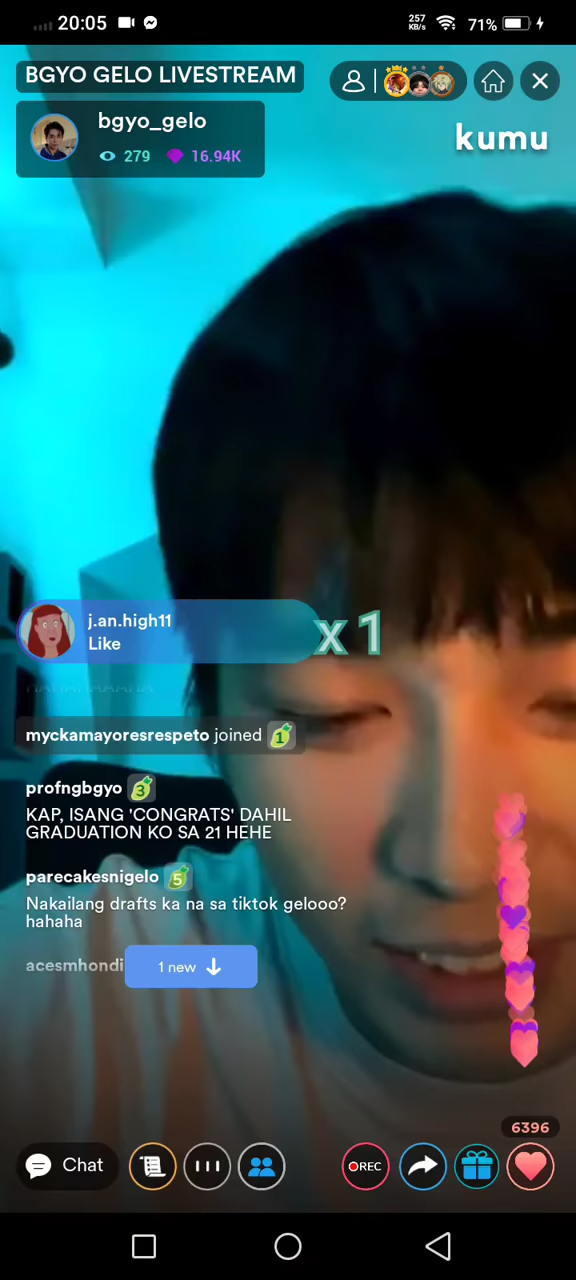 20:05
257
KB/s
71%
BGYO GELO LIVESTREAM
bgyo_gelo
279
16.94K
kumu
j.an.high11
Like
x 1
myckamayoresrespeto joined 1
profngbgyo 3
KAP, ISANG 'CONGRATS' DAHIL
GRADUATION KO SA 21 HEHE
parecakesnigelo 5
Nakailang drafts ka na sa tiktok gelooo?
hahaha
acesmhondi
1 new
6396
Chat
REC